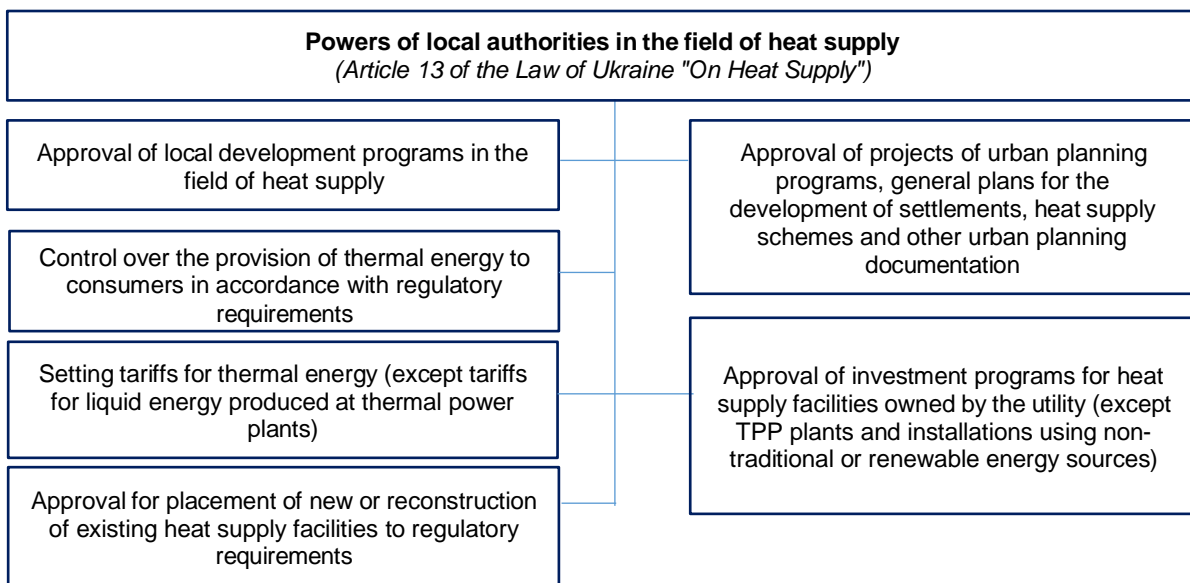 Powers of local authorities in the field of heat supply
(Article 13 of the Law of Ukraine "On Heat Supply")
Approval of local development programs in the
field of heat supply
Control over the provision of thermal energy to
consumers in accordance with regulatory
requirements
Setting tariffs for thermal energy (except tariffs
for liquid energy produced at thermal power
plants)
Approval for placement of new or reconstruction
of existing heat supply facilities to regulatory
requirements
Approval of projects of urban planning
programs, general plans for the
development of settlements, heat supply
schemes and other urban planning
documentation
Approval of investment programs for heat
supply facilities owned by the utility (except
TPP plants and installations using non-
traditional or renewable energy sources)